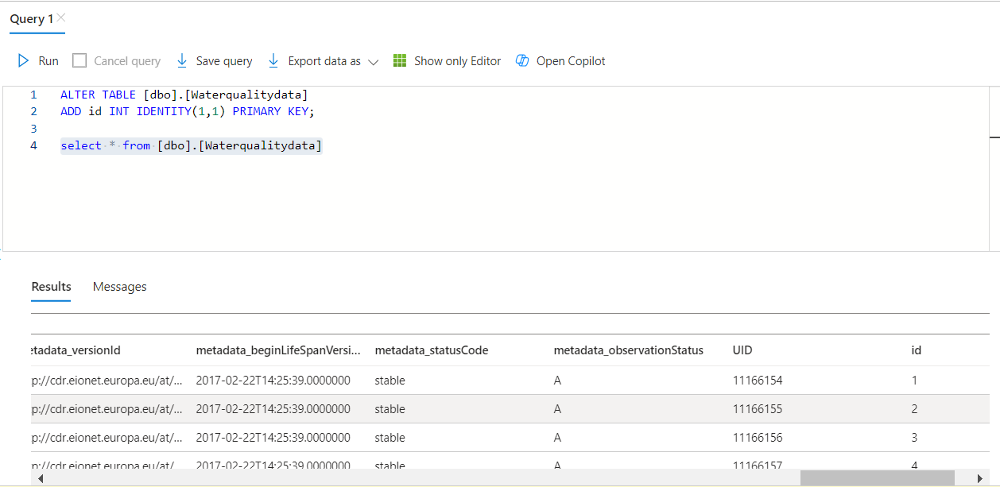 Query 1
Run Cancel query Save query Export data as Show only Editor Open Copilot
1 ALTER TABLE [dbo].[Waterqualitydata]
2 ADD id INT IDENTITY(1,1) PRIMARY KEY;
3
4 select * from [dbo].[Waterqualitydata]
Results Messages
etadata_versionId metadata_beginLifeSpanVersi... metadata_statusCode metadata_observationStatus UID id
p://cdr.eionet.europa.eu/at/... 2017-02-22T14:25:39.0000000 stable A 11166154 1
p://cdr.eionet.europa.eu/at/... 2017-02-22T14:25:39.0000000 stable A 11166155 2
p://cdr.eionet.europa.eu/at/... 2017-02-22T14:25:39.0000000 stable A 11166156 3
p://cdr.eionet.europa.eu/at/ 2017-02-22T14:25:39.0000000 stable A 11166157 4